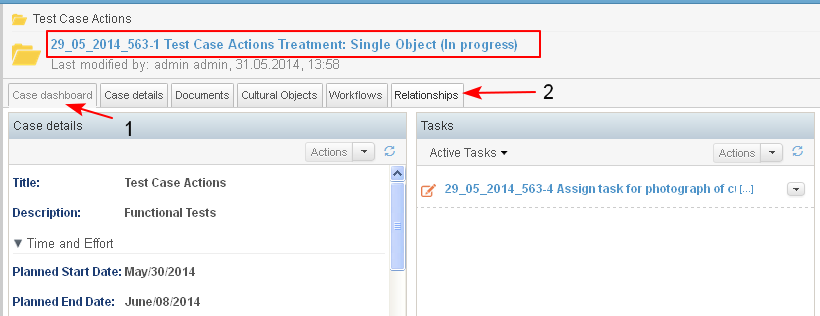 Test Case Actions
29_05_2014_563-1 Test Case Actions Treatment: Single Object (In progress)
Last modified by: admin admin, 31.05.2014, 13:58
Case dashboard Case details Documents Cultural Objects Workflows Relationships
2
1
Case details
Actions
Title: Test Case Actions
Description: Functional Tests
Time and Effort
Planned Start Date: May/30/2014
Planned End Date: June/08/2014
Tasks
Active Tasks
Actions
29_05_2014_563-4 Assign task for photograph of [...]